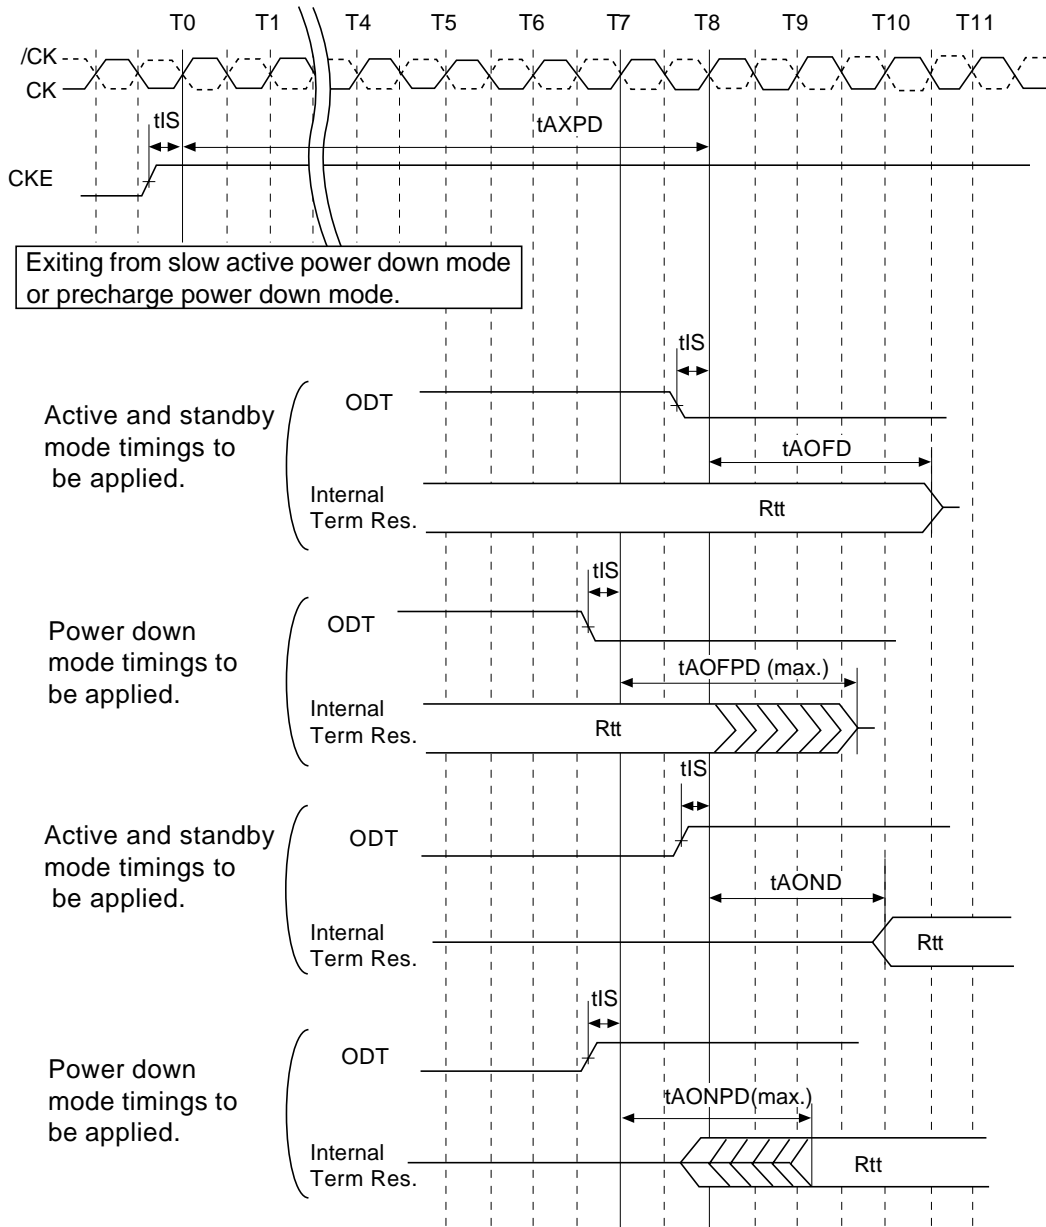 T0 T1 T4 T5 T6 T7 T8 T9 T10 T11
/CK
CK
tIS
tAXPD
CKE
Exiting from slow active power down mode
or precharge power down mode.
tIS
ODT
Active and standby
mode timings to
be applied.
tAOFD
Internal
Term Res.
Rtt
tIS
ODT
Power down
mode timings to
be applied.
tAOFPD (max.)
Internal
Term Res.
Rtt
tIS
ODT
Active and standby
mode timings to
be applied.
tAOND
Internal
Term Res.
Rtt
tIS
ODT
Power down
mode timings to
be applied.
tAONPD(max.)
Internal
Term Res.
Rtt